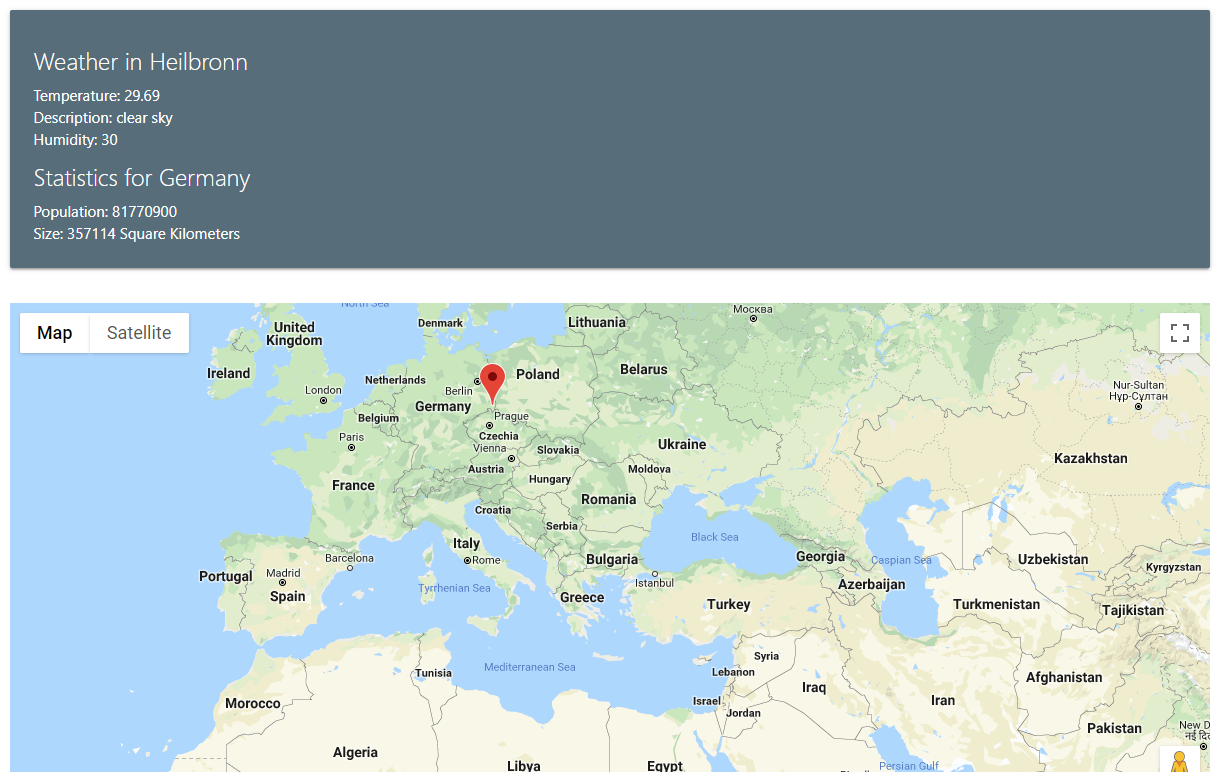 Weather in Heilbronn
Temperature: 29.69
Description: clear sky
Humidity: 30
Statistics for Germany
Population: 81770900
Size: 357114 Square Kilometers
North Sea
Map
Satellite
Москва
Denmark
Lithuania
United
Kingdom
Ireland
Netherlands
Berlin
Poland
Belarus
London
Nur-Sultan
Нұр-Сұлтан
Belgium
Germany
Prague
Paris
Czechia
Vienna
Slovakia
Ukraine
Kazakhstan
Austria
Moldova
France
Hungary
Romania
Croatia
Serbia
Black Sea
Italy
Rome
Barcelona
Bulgaria
Georgia
Caspian Sea
Uzbekistan
Kyrgyzstan
Portugal
Madrid
Spain
Tyrrhenian Sea
Istanbul
Azerbaijan
Greece
Turkey
Turkmenistan
Tajikistan
Tunisia
Mediterranean Sea
Syria
Lebanon
Afghanistan
Iraq
Iran
Morocco
Israel
Jordan
Pakistan
New D
Algeria
Libya
Egypt
Persian Gulf